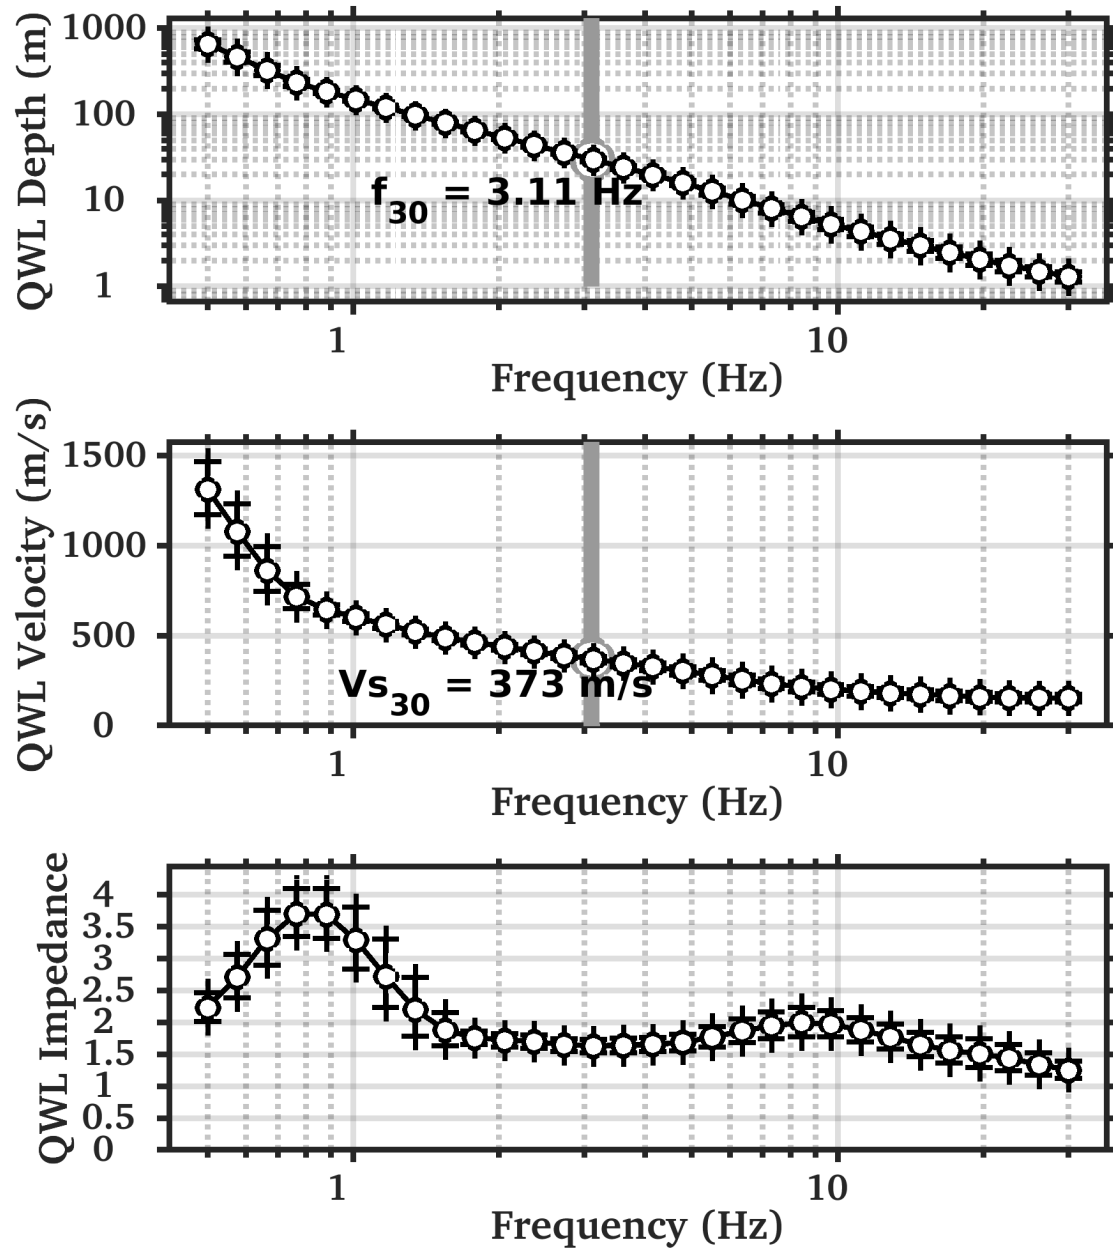 QWL Depth (m)
1000
100
10
1
f30 = 3.11 Hz
1
10
Frequency (Hz)
QWL Velocity (m/s)
1500
1000
500
0
Vs30 = 373 m/s
1
10
Frequency (Hz)
QWL Impedance
4
3.5
3
2.5
2
1.5
1
0.5
0
1
10
Frequency (Hz)